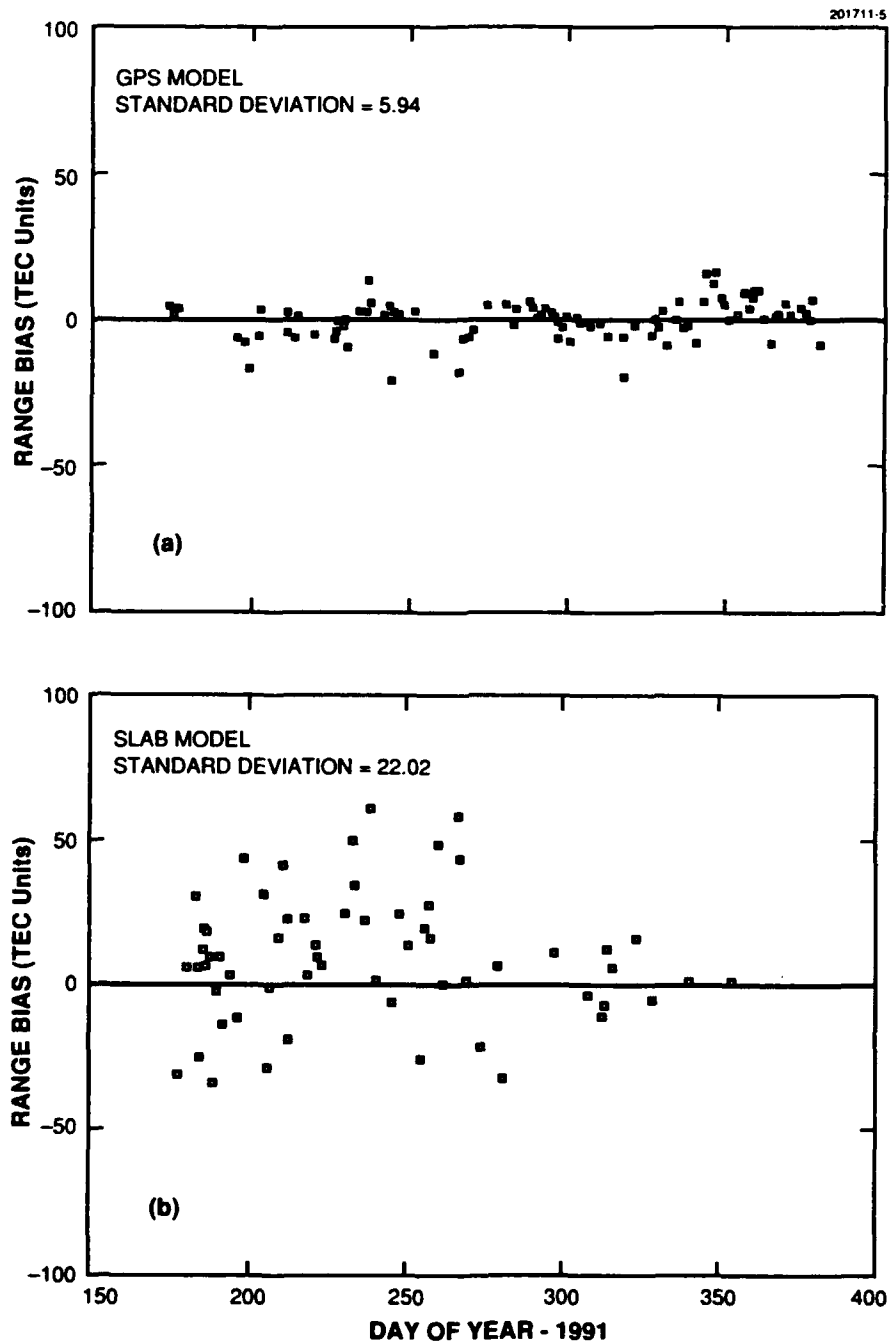 201711-5
100
GPS MODEL
STANDARD DEVIATION = 5.94
50
0
−50
−100
RANGE BIAS (TEC Units)
(a)
100
SLAB MODEL
STANDARD DEVIATION = 22.02
50
0
−50
−100
RANGE BIAS (TEC Units)
(b)
150 200 250 300 350 400
DAY OF YEAR - 1991